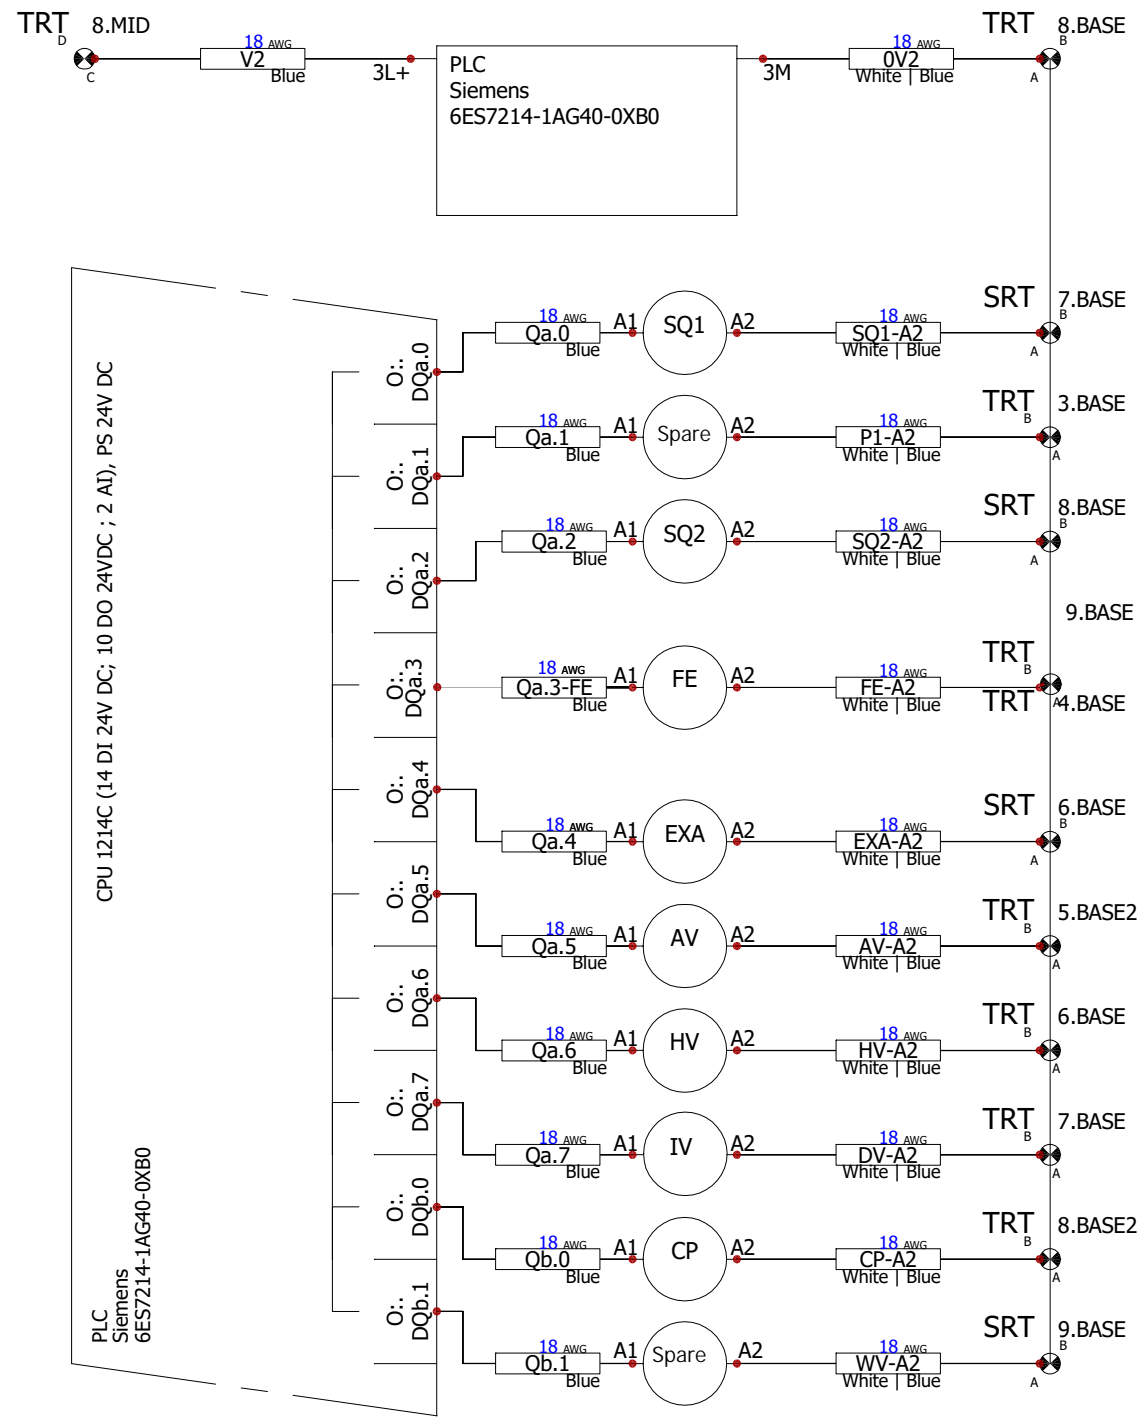 TRT 8.MID
D
C
18 AWG
V2
Blue
3L+
PLC
Siemens
6ES7214-1AG40-0XB0
3M
18 AWG
0V2
White | Blue
TRT 8.BASE
B
A
CPU 1214C (14 DI 24V DC; 10 DO 24VDC ; 2 AI), PS 24V DC
PLC
Siemens
6ES7214-1AG40-0XB0
O:.
DQa.0
18 AWG
Qa.0
Blue
A1 SQ1 A2
18 AWG
SQ1-A2
White | Blue
SRT 7.BASE
B
A
O:.
DQa.1
18 AWG
Qa.1
Blue
A1 Spare A2
18 AWG
P1-A2
White | Blue
TRT 3.BASE
B
A
O:.
DQa.2
18 AWG
Qa.2
Blue
A1 SQ2 A2
18 AWG
SQ2-A2
White | Blue
SRT 8.BASE
B
A
O:.
DQa.3
18 AWG
Qa.3-FE
Blue
A1 FE A2
18 AWG
FE-A2
White | Blue
9.BASE
TRT
B
TRT 4.BASE
A
O:.
DQa.4
18 AWG
Qa.4
Blue
A1 EXA A2
18 AWG
EXA-A2
White | Blue
SRT 6.BASE
B
A
O:.
DQa.5
18 AWG
Qa.5
Blue
A1 AV A2
18 AWG
AV-A2
White | Blue
TRT 5.BASE2
B
A
O:.
DQa.6
18 AWG
Qa.6
Blue
A1 HV A2
18 AWG
HV-A2
White | Blue
TRT 6.BASE
B
A
O:.
DQa.7
18 AWG
Qa.7
Blue
A1 IV A2
18 AWG
DV-A2
White | Blue
TRT 7.BASE
B
A
O:.
DQb.0
18 AWG
Qb.0
Blue
A1 CP A2
18 AWG
CP-A2
White | Blue
TRT 8.BASE2
B
A
O:.
DQb.1
18 AWG
Qb.1
Blue
A1 Spare A2
18 AWG
WV-A2
White | Blue
SRT 9.BASE
B
A